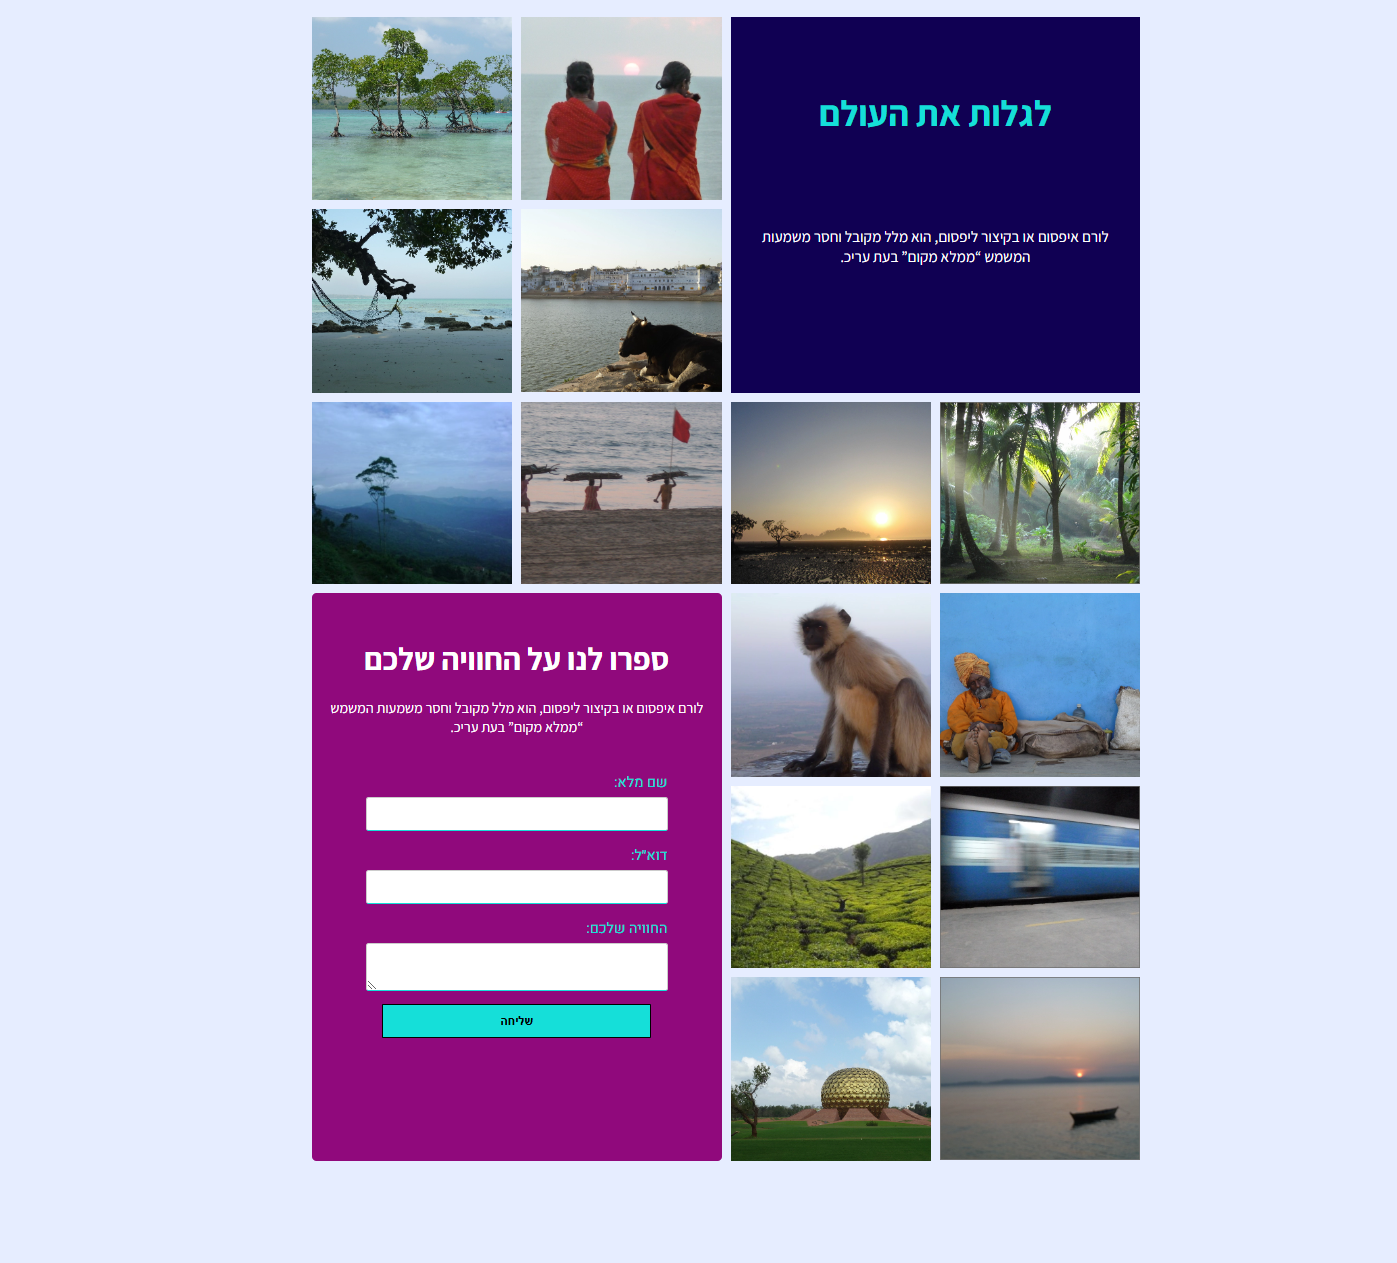 לגלות את העולם
לורם איפסום או בקיצור ליפסום, הוא מלל מקובל וחסר משמעות
המשמש “ממלא מקום” בעת עריכ.
ספרו לנו על החוויה שלכם
לורם איפסום או בקיצור ליפסום, הוא מלל מקובל וחסר משמעות המשמש
“ממלא מקום” בעת עריכ.
שם מלא:
דוא”ל:
החוויה שלכם:
שליחה